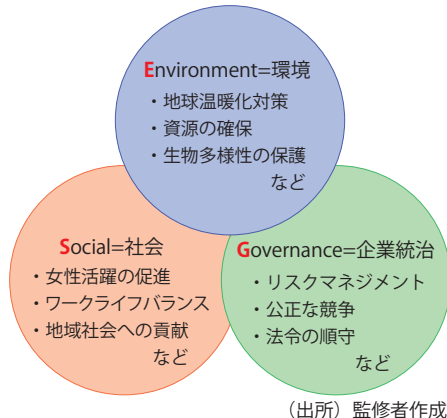 Environment=環境
・地球温暖化対策
・資源の確保
・生物多様性の保護
など
Social=社会
・女性活躍の促進
・ワークライフバランス
・地域社会への貢献
など
Governance=企業統治
・リスクマネジメント
・公正な競争
・法令の順守
など
（出所）監修者作成